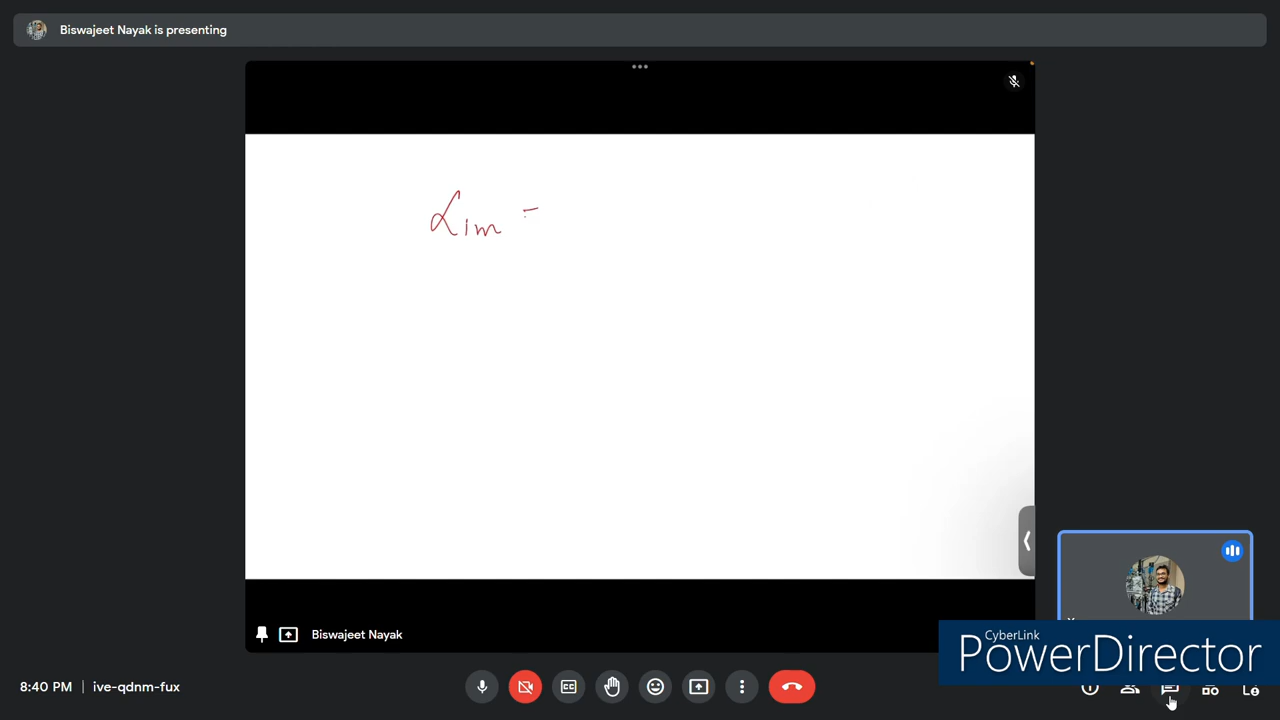 Biswajeet Nayak is presenting
Lim =
Biswajeet Nayak
CyberLink
PowerDirector
8:40 PM | ive-qdnm-fux